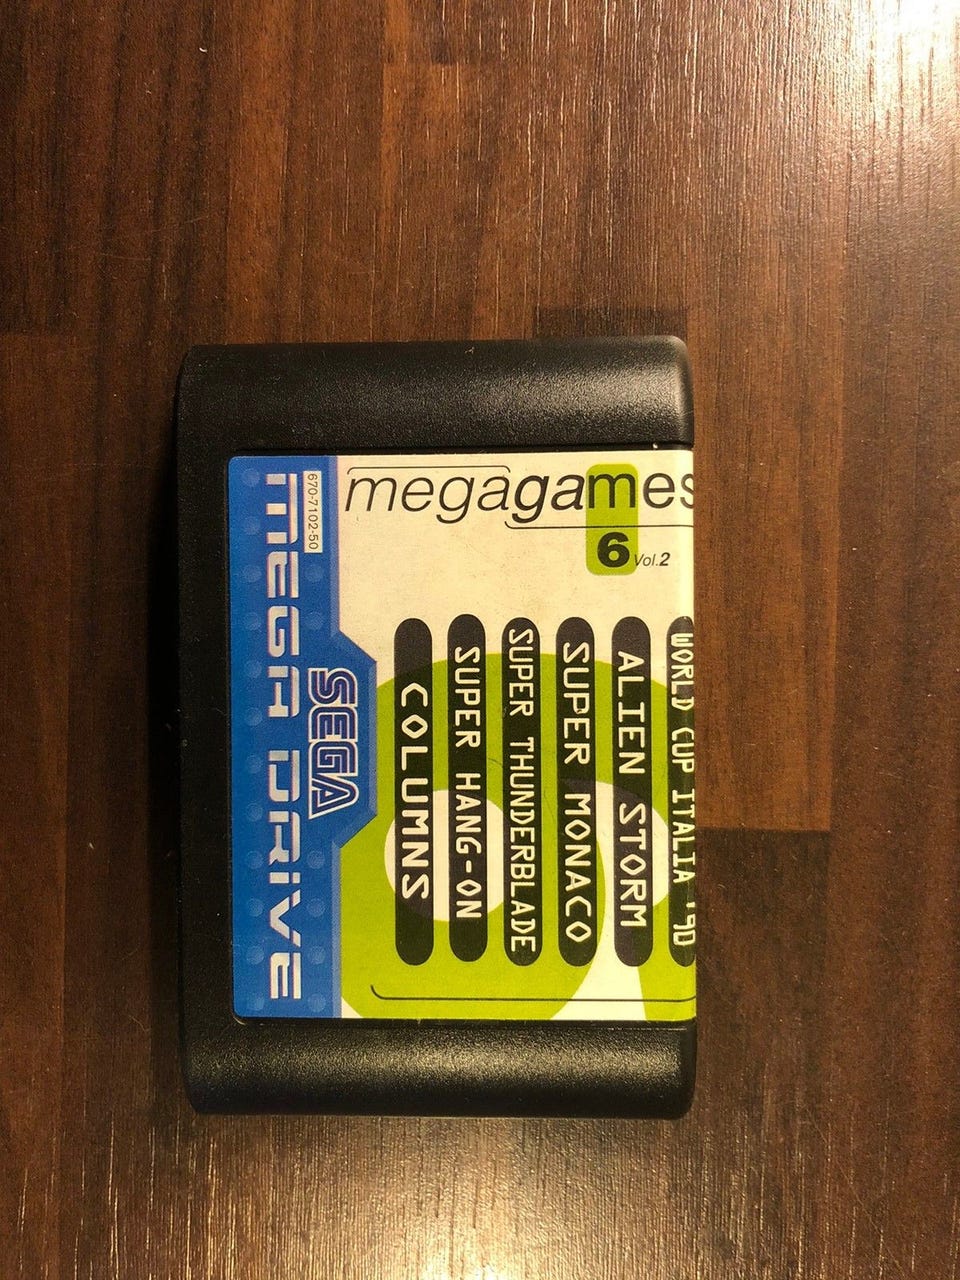 megagames
6 Vol.2
WORLD CUP ITALIA '90
ALIEN STORM
SUPER MONACO
SUPER THUNDERBLADE
SUPER HANG-ON
COLUMNS
SEGA
670-7102-50
MEGA DRIVE